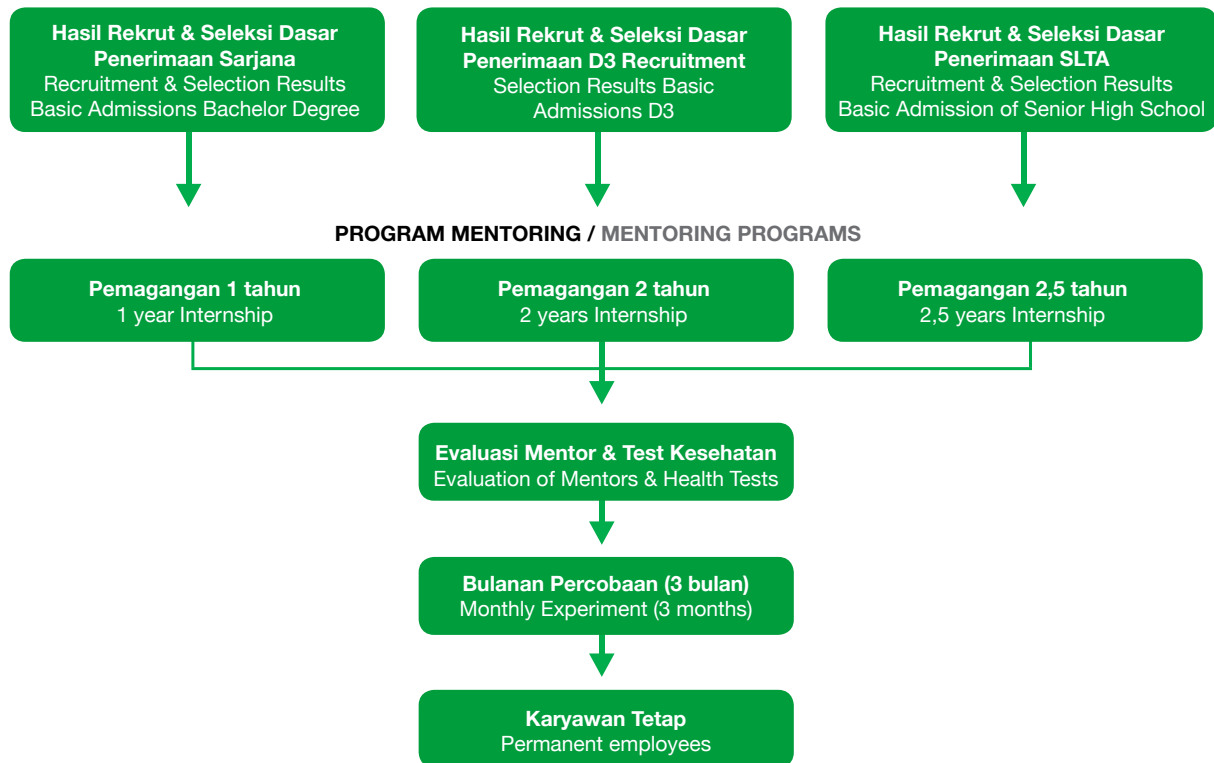 Hasil Rekrut & Seleksi Dasar
Penerimaan Sarjana
Recruitment & Selection Results
Basic Admissions Bachelor Degree
Hasil Rekrut & Seleksi Dasar
Penerimaan D3 Recruitment
Selection Results Basic
Admissions D3
Hasil Rekrut & Seleksi Dasar
Penerimaan SLTA
Recruitment & Selection Results
Basic Admission of Senior High School
PROGRAM MENTORING / MENTORING PROGRAMS
Pemagangan 1 tahun
1 year Internship
Pemagangan 2 tahun
2 years Internship
Pemagangan 2,5 tahun
2,5 years Internship
Evaluasi Mentor & Test Kesehatan
Evaluation of Mentors & Health Tests
Bulanan Percobaan (3 bulan)
Monthly Experiment (3 months)
Karyawan Tetap
Permanent employees